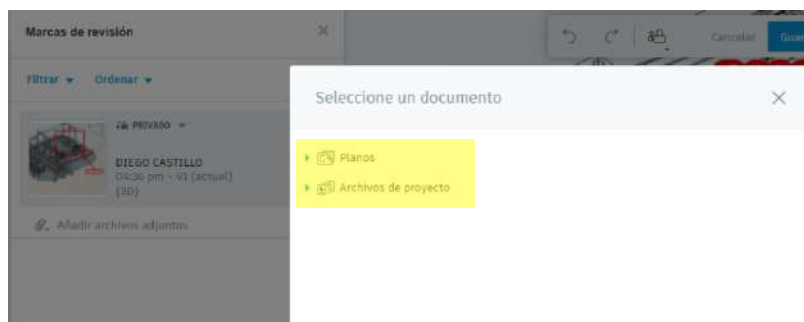 Marcas de revisión
Filtrar
Ordenar
PRIVADO
DIEGO CASTILLO
04:36 pm - V1 (actual)
(3D)
Añadir archivos adjuntos
Cancelar
Seleccione un documento
Planos
Archivos de proyecto